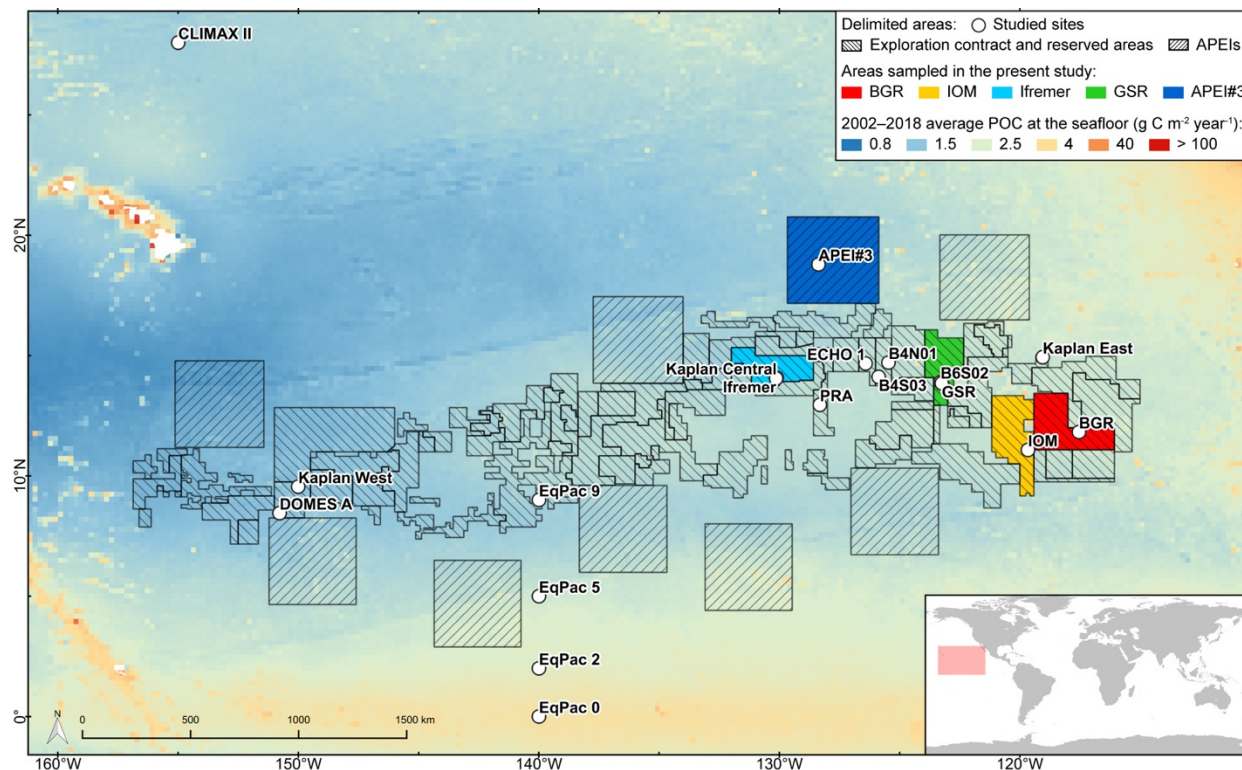 CLIMAX II
Delimited areas: Studied sites
Exploration contract and reserved areas APEIs
Areas sampled in the present study:
BGR IOM Ifremer GSR APEI#3
2002–2018 average POC at the seafloor (g C m⁻² year⁻¹):
0.8 1.5 2.5 4 40 > 100
20°N
APEI#3
ECHO 1 B4N01 Kaplan East
Kaplan Central
Ifremer
B4S03 B6S02
GSR
PRA
BGR
IOM
10°N
Kaplan West
DOMES A
EqPac 9
EqPac 5
EqPac 2
EqPac 0
0°
N
0 500 1000 1500 km
160°W 150°W 140°W 130°W 120°W